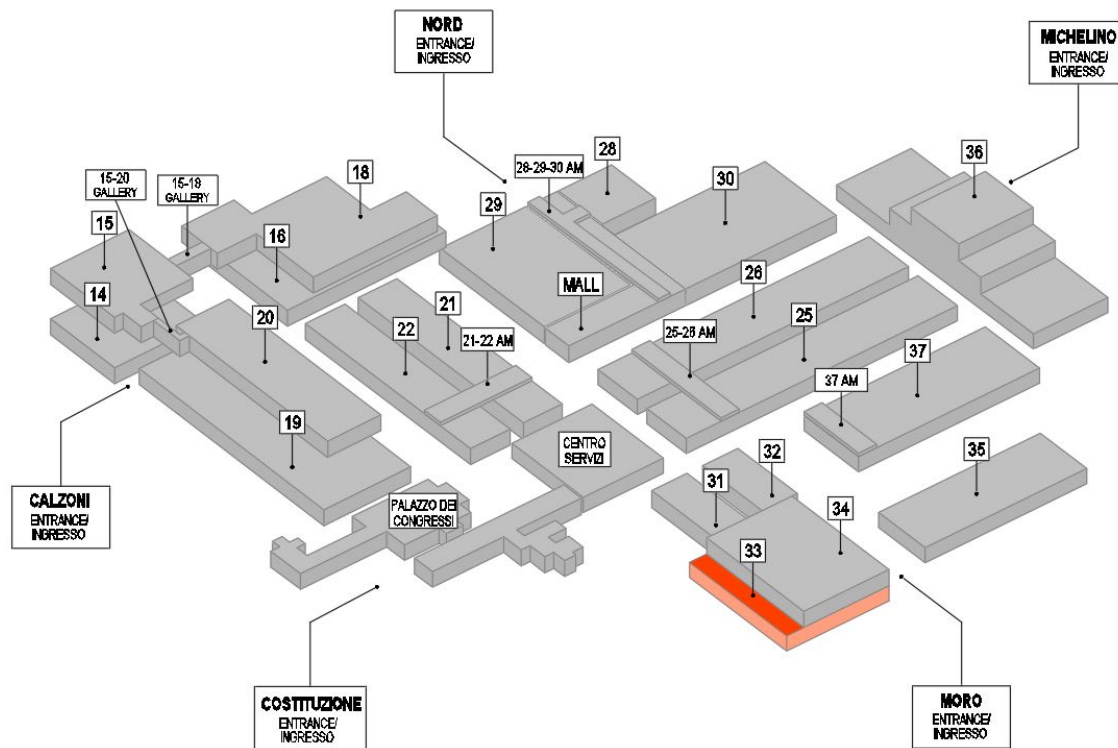 NORD
ENTRANCE/
INGRESSO
MICHELINO
ENTRANCE/
INGRESSO
28-29-30 AM
28
36
15-20
GALLERY
15-19
GALLERY
18
30
29
15
16
26
MALL
14
21
25
20
22
21-22 AM
25-26 AM
37
37 AM
19
CENTRO
SERVIZI
32
35
31
34
CALZONI
ENTRANCE/
INGRESSO
PALAZZO DEI
CONGRESSI
33
COSTITUZIONE
ENTRANCE/
INGRESSO
MORO
ENTRANCE/
INGRESSO